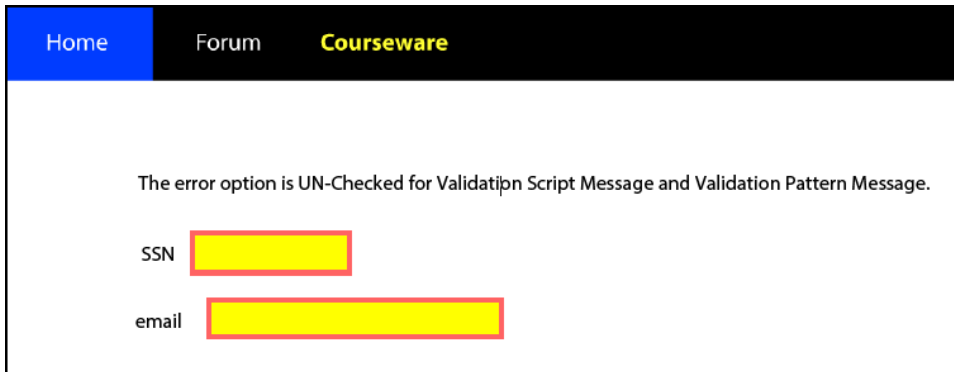 Home Forum Courseware
The error option is UN-Checked for Validation Script Message and Validation Pattern Message.
SSN
email